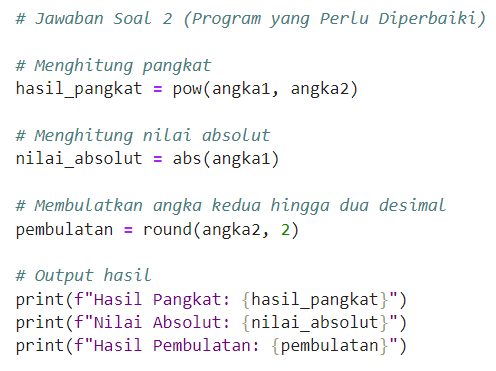 # Jawaban Soal 2 (Program yang Perlu Diperbaiki)
# Menghitung pangkat
hasil_pangkat = pow(angka1, angka2)
# Menghitung nilai absolut
nilai_absolut = abs(angka1)
# Membulatkan angka kedua hingga dua desimal
pembulatan = round(angka2, 2)
# Output hasil
print(f"Hasil Pangkat: {hasil_pangkat}")
print(f"Nilai Absolut: {nilai_absolut}")
print(f"Hasil Pembulatan: {pembulatan}")